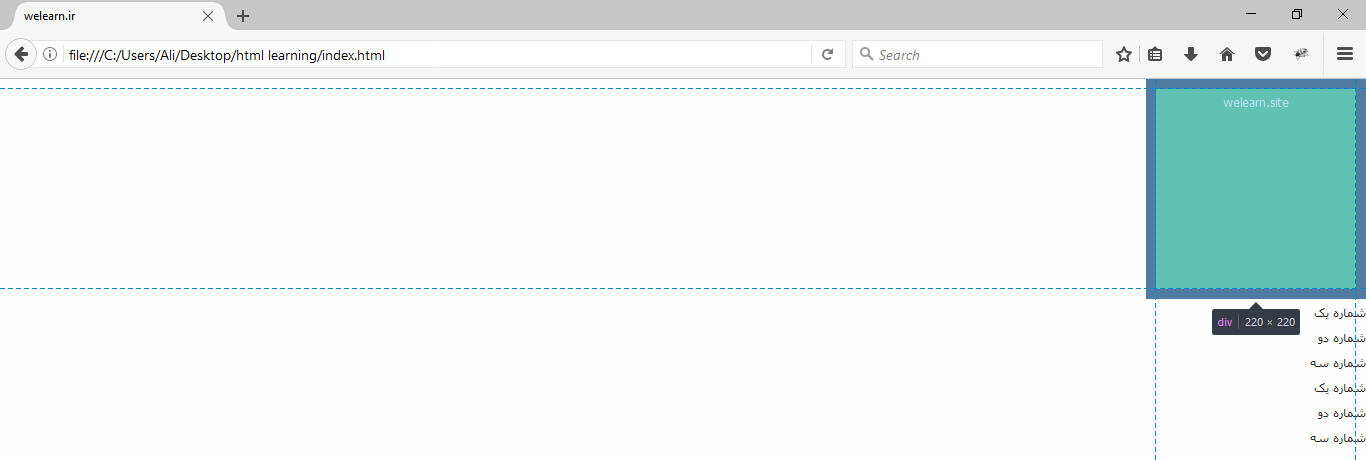 welearn.ir
file:///C:/Users/Ali/Desktop/html learning/index.html
Search
welearn.site
div 220 × 220
شماره یک
شماره دو
شماره سه
شماره یک
شماره دو
شماره سه